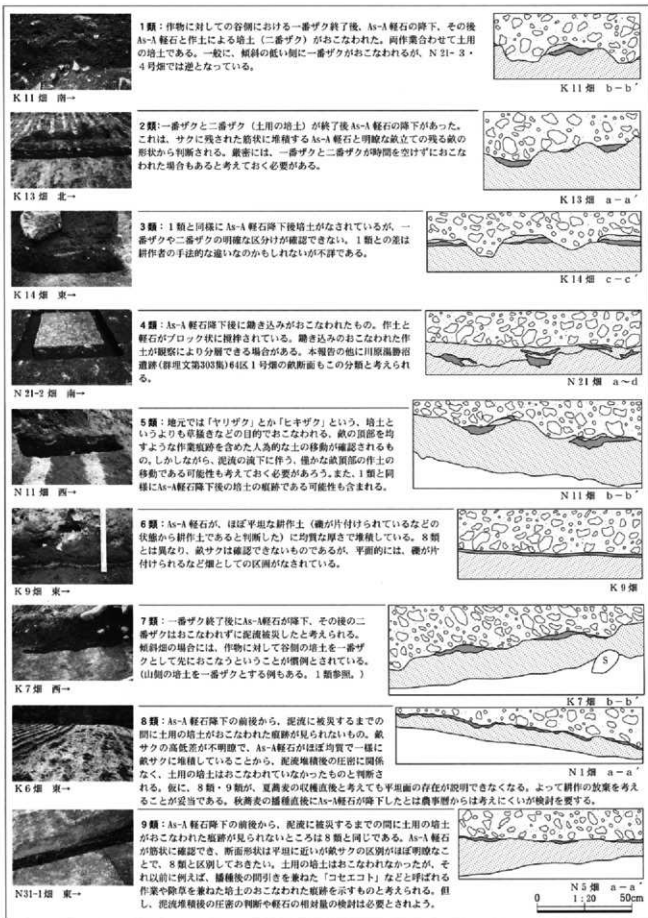 1類：作物に対しての谷側における一番ザク終了後、As-A軽石の降下、その後
As-A軽石と作土による培土（二番ザク）がおこなわれた。両作業合わせて土用
の培土である。一般に、傾斜の低い側に一番ザクがおこなわれるが、N 21- 3・
4号畑では逆となっている。
K 11 畑　南→
K 11 畑　b－b´
2類：一番ザクと二番ザク（土用の培土）が終了後As-A軽石の降下があった。
これは、サクに残された筋状に堆積するAs-A軽石と明瞭な畝立ての残る畝の
形状から判断される。厳密には、一番ザクと二番ザクが時間を空けずにおこな
われた場合もあると考えておく必要がある。
K 13 畑　北→
K 13 畑　a－a´
3類：1類と同様にAs-A軽石降下後培土がなされているが、一
番ザクや二番ザクの明確な区分けが確認できない。1類との差は
耕作者の手法的な違いなのかもしれないが不詳である。
K 14 畑　東→
K 14 畑　c－c´
4類：As-A軽石降下後に鋤き込みがおこなわれたもの。作土と
軽石がブロック状に攪拌されている。鋤き込みのおこなわれた作
土が観察により分層できる場合がある。本報告の他に川原湯勝沼
遺跡(群埋文第303集)64区1号畑の畝断面もこの分類と考えられ
る。
N 21-2 畑　南→
N 21 畑　a～d
5類：地元では「ヤリザク」とか「ヒキザク」という、培土と
いうよりも草掻きなどの目的でおこなわれる、畝の頂部を均
すような作業痕跡を含めた人為的な土の移動が確認されるも
の。しかしながら、泥流の流下に伴う、僅かな畝頂部の作土の
移動である可能性も考えておく必要があろう。また、1類と同
様にAs-A軽石降下後の培土の痕跡である可能性も含まれる。
N 11 畑　西→
N 11 畑　b－b´
6類：As-A軽石が、ほぼ平坦な耕作土（礫が片付けられているなどの
状態から耕作土であると判断した）に均質な厚さで堆積している。8類
とは異なり、畝サクは確認できないものであるが、平面的には、礫が片
付けられるなど畑としての区画がなされている。
K 9 畑　東→
K 9 畑
7類：一番ザク終了後にAs-A軽石が降下、その後の二
番ザクはおこなわれずに泥流被災したと考えられる。
傾斜畑の場合には、作物に対して谷側の培土を一番ザ
クとして先におこなうということが慣例とされている。
(山側の培土を一番ザクとする例もある。1類参照。)
K 7 畑　西→
S
K 7 畑　b－b´
8類：As-A軽石降下の前後から、泥流に被災するまでの
間に土用の培土がおこなわれた痕跡が見られないもの。畝
サクの高低差が不明瞭で、As-A軽石がほぼ均質で一様に
畝サクに堆積していることから、泥流堆積後の圧密に関係
なく、土用の培土はおこなわれていなかったものと判断さ
れる。仮に、8類・9類が、夏蕎麦の収穫直後と考えても平坦面の存在が説明できなくなる。よって耕作の放棄を考え
ることが妥当である。秋蕎麦の播種直後にAs-A軽石が降下したとは農事暦からは考えにくいが検討を要する。
K 6 畑　東→
N 1 畑　a－a´
9類：As-A軽石降下の前後から、泥流に被災するまでの間に土用の培土
がおこなわれた痕跡が見られないところは8類と同じである。As-A軽石
が筋状に確認でき、断面形状は平坦に近いが畝サクの区別がほぼ明瞭なこ
とで、8類と区別しておきたい。土用の培土はおこなわれなかったが、そ
れ以前に例えば、播種後の間引きを兼ねた「コセエコト」などと呼ばれる
作業や除草を兼ねた培土のおこなわれた痕跡を示すものと考えられる。但
し、泥流堆積後の圧密の判断や軽石の相対量の検討は必要とされよう。
N31-1 畑　東→
N 5 畑　a－a´
0　1：20　50cm